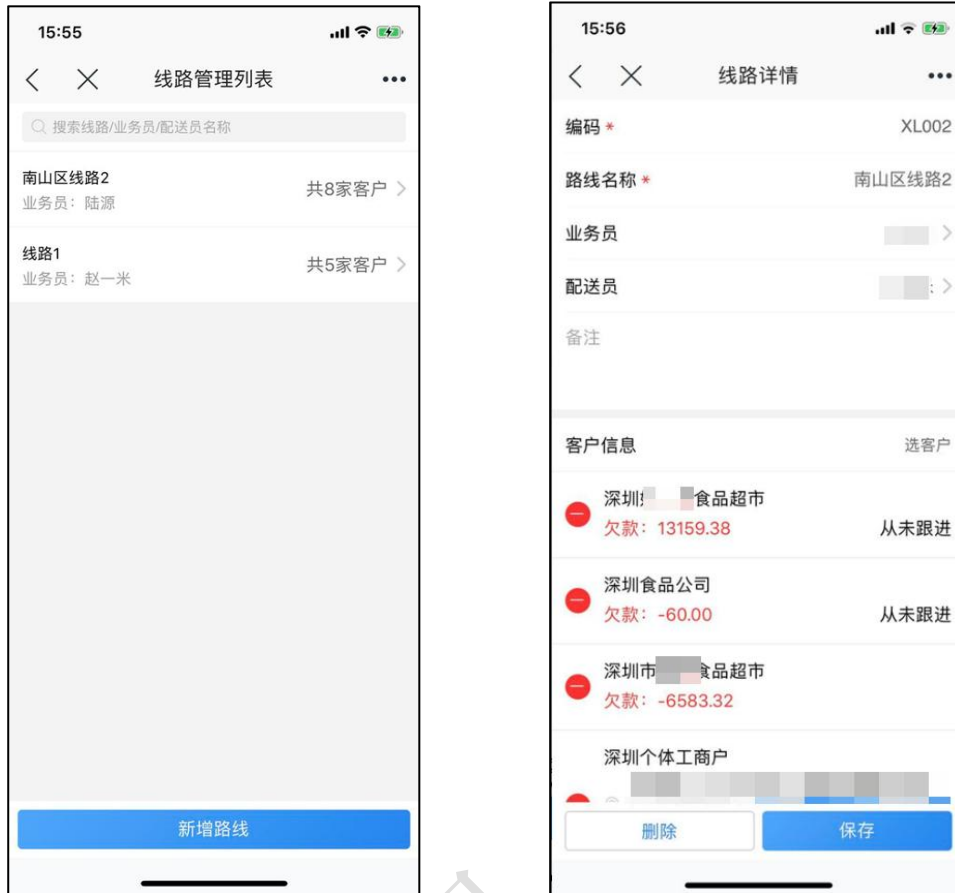 15:55
线路管理列表
搜索线路/业务员/配送员名称
南山区线路2
业务员：陆源
共8家客户
线路1
业务员：赵一米
共5家客户
新增路线
15:56
线路详情
编码 * XL002
路线名称 * 南山区线路2
业务员
配送员
备注
客户信息 选客户
深圳 食品超市
欠款：13159.38 从未跟进
深圳食品公司
欠款：-60.00 从未跟进
深圳市 食品超市
欠款：-6583.32
深圳个体工商户
删除 保存